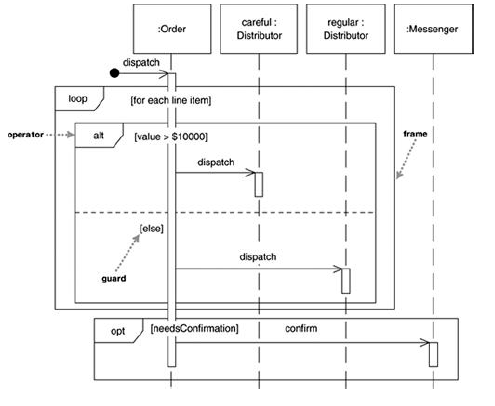 :Order
careful :
Distributor
regular :
Distributor
:Messenger
dispatch
loop
[for each line item]
operator
alt
[value > $10000]
frame
dispatch
[else]
dispatch
guard
opt
[needsConfirmation]
confirm